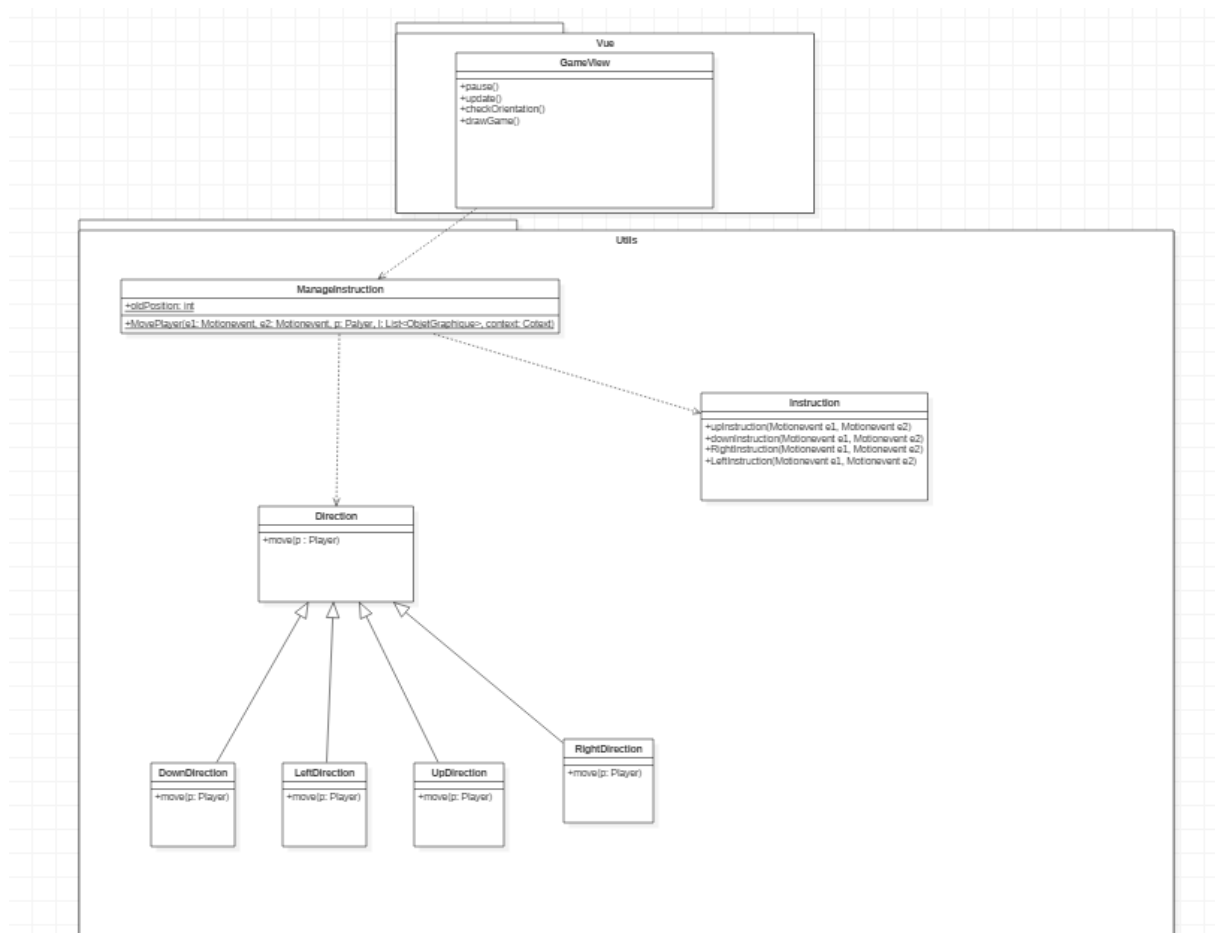 Vue
GameView
+pause()
+update()
+checkOrientation()
+drawGame()
Utils
ManageInstruction
+oldPosition: int
+MovePlayer(e1: Motionevent, e2: Motionevent, p: Palyer, l: List<ObjetGraphique>, context: Cotext)
Instruction
+upInstruction(Motionevent e1, Motionevent e2)
+downInstruction(Motionevent e1, Motionevent e2)
+RightInstruction(Motionevent e1, Motionevent e2)
+LeftInstruction(Motionevent e1, Motionevent e2)
Direction
+move(p : Player)
RightDirection
+move(p: Player)
DownDirection
+move(p: Player)
LeftDirection
+move(p: Player)
UpDirection
+move(p: Player)